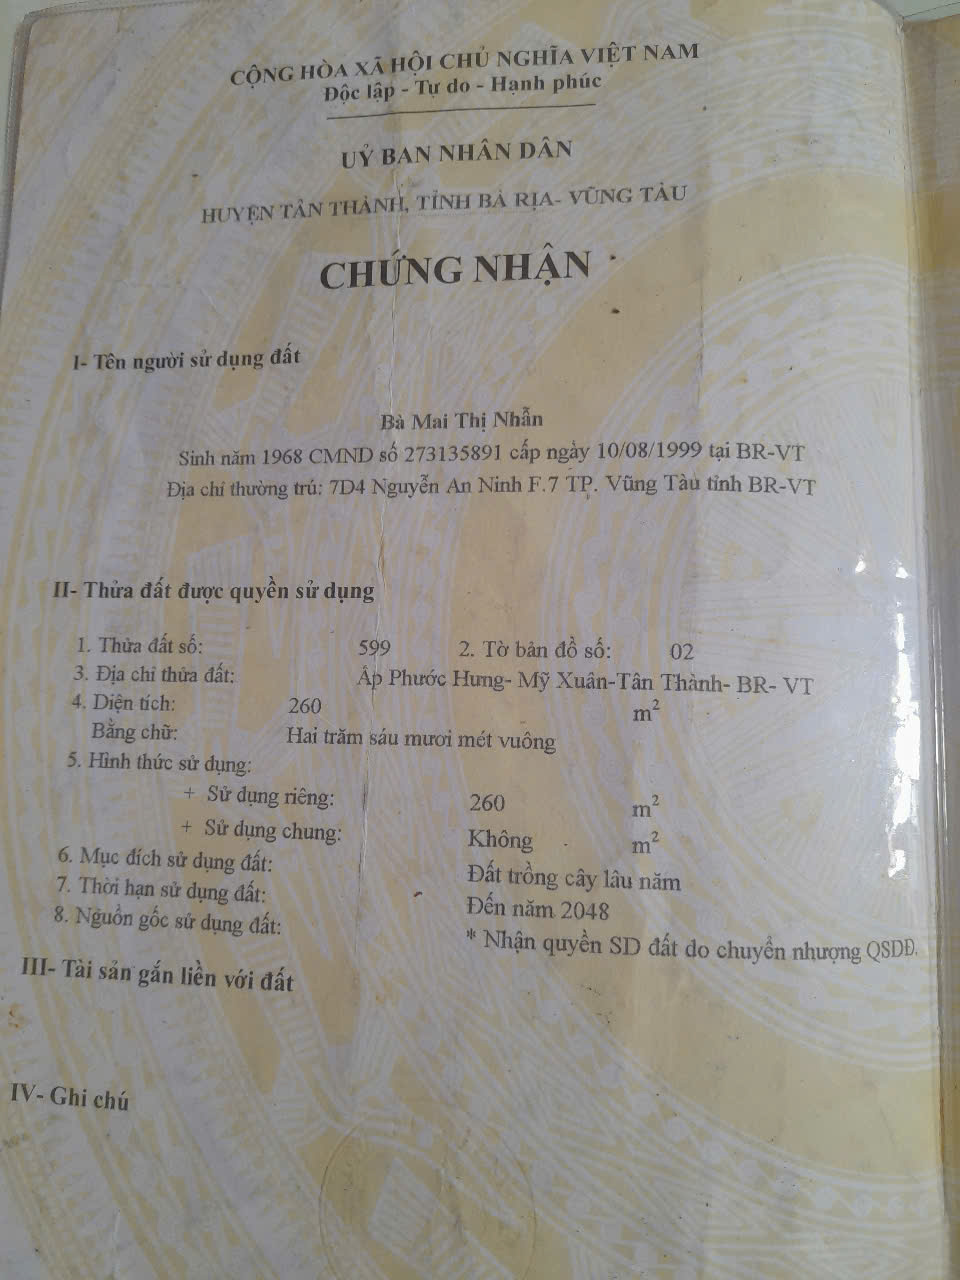 CỘNG HÒA XÃ HỘI CHỦ NGHĨA VIỆT NAM
Độc lập - Tự do - Hạnh phúc
UỶ BAN NHÂN DÂN
HUYỆN TÂN THÀNH, TỈNH BÀ RỊA- VŨNG TÀU
CHỨNG NHẬN
I- Tên người sử dụng đất
Bà Mai Thị Nhẫn
Sinh năm 1968 CMND số 273135891 cấp ngày 10/08/1999 tại BR-VT
Địa chỉ thường trú: 7D4 Nguyễn An Ninh F.7 TP. Vũng Tàu tỉnh BR-VT
II- Thửa đất được quyền sử dụng
1. Thửa đất số: 599 2. Tờ bản đồ số: 02
3. Địa chỉ thửa đất: Ấp Phước Hưng- Mỹ Xuân-Tân Thành- BR- VT
4. Diện tích: 260 m²
Bằng chữ: Hai trăm sáu mươi mét vuông
5. Hình thức sử dụng:
+ Sử dụng riêng: 260 m²
+ Sử dụng chung: Không m²
6. Mục đích sử dụng đất: Đất trồng cây lâu năm
7. Thời hạn sử dụng đất: Đến năm 2048
8. Nguồn gốc sử dụng đất: * Nhận quyền SD đất do chuyển nhượng QSDĐ.
III- Tài sản gắn liền với đất
IV- Ghi chú